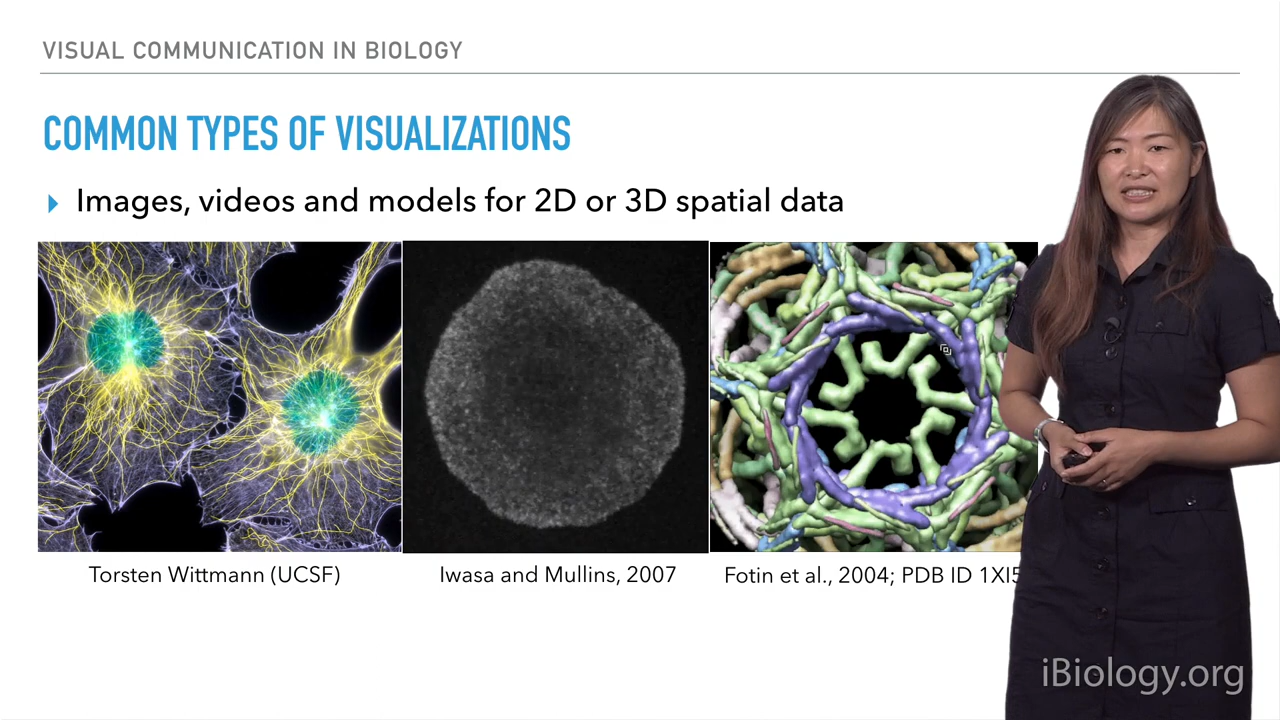 VISUAL COMMUNICATION IN BIOLOGY
COMMON TYPES OF VISUALIZATIONS
Images, videos and models for 2D or 3D spatial data
Torsten Wittmann (UCSF)
Iwasa and Mullins, 2007
Fotin et al., 2004; PDB ID 1XI5
iBiology.org